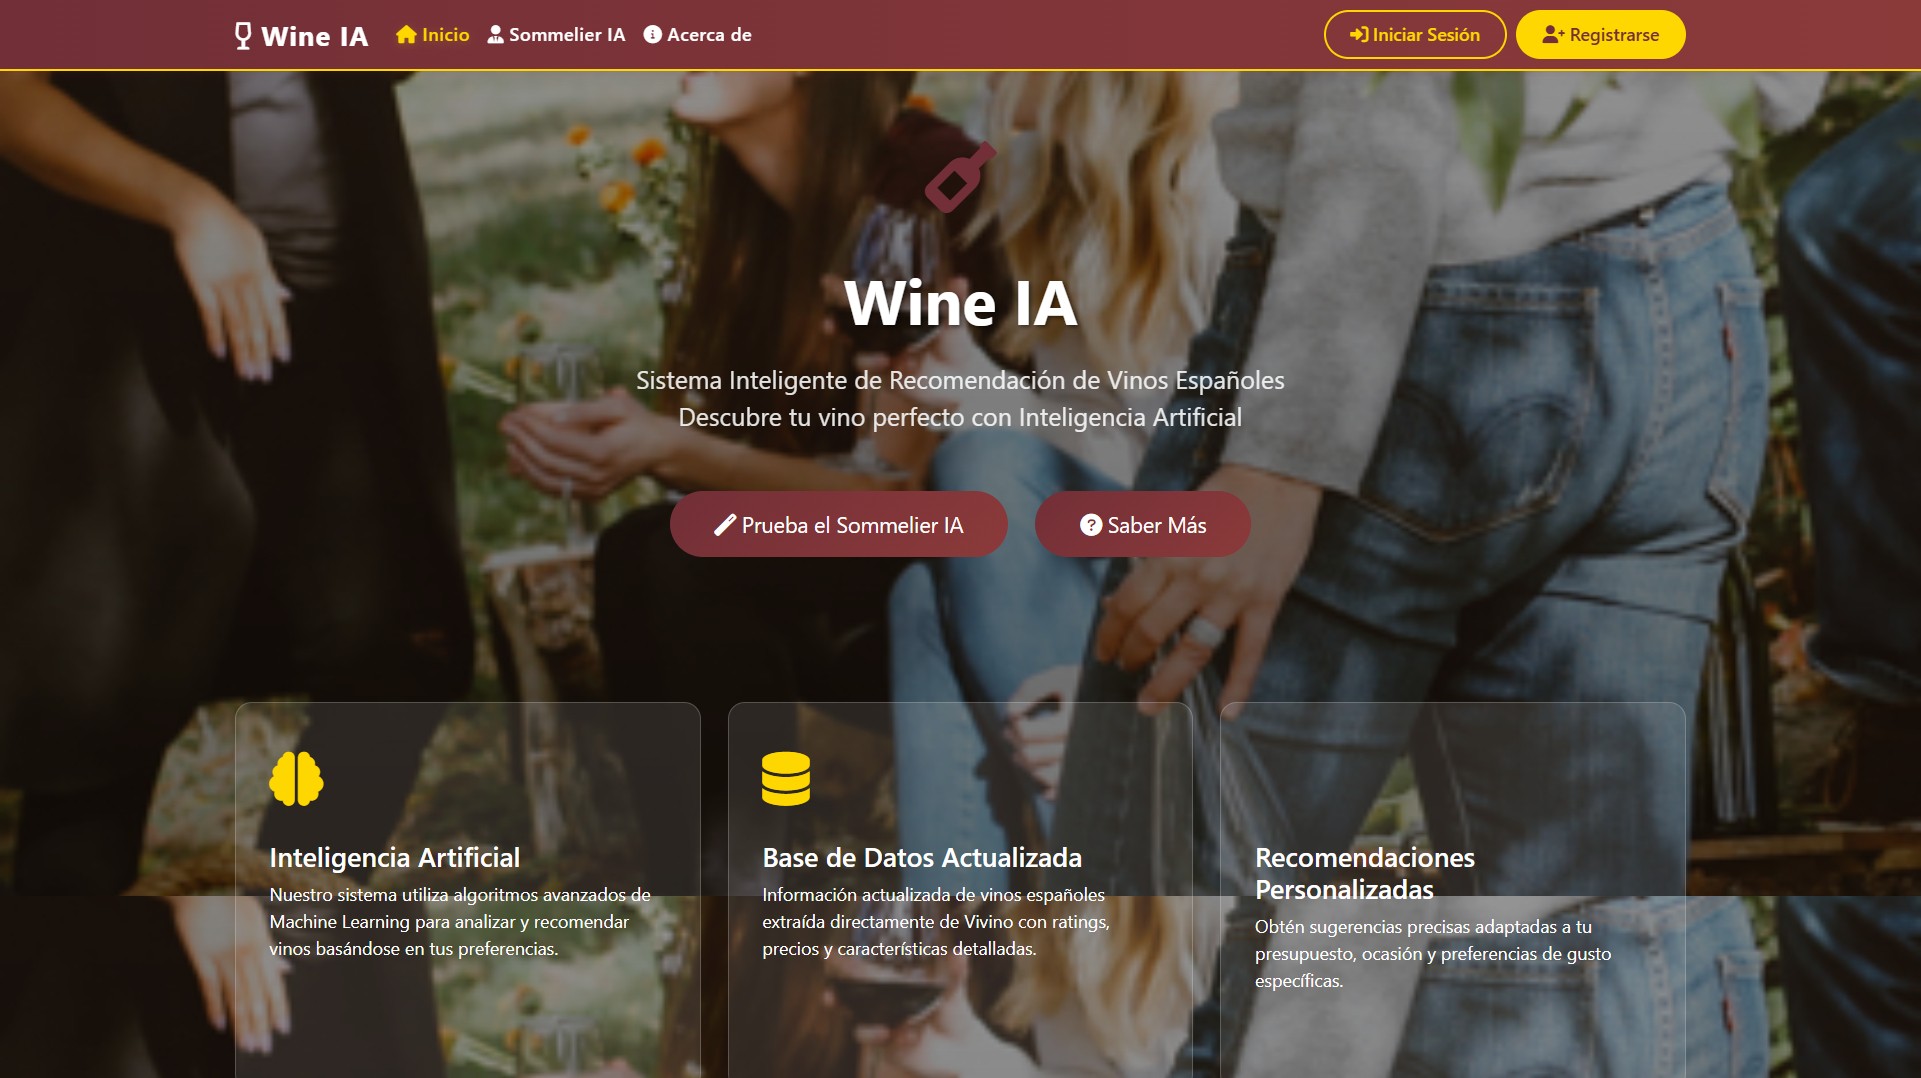 Wine IA
Inicio
Sommelier IA
Acerca de
Iniciar Sesión
Registrarse
Wine IA
Sistema Inteligente de Recomendación de Vinos Españoles
Descubre tu vino perfecto con Inteligencia Artificial
Prueba el Sommelier IA
Saber Más
Inteligencia Artificial
Nuestro sistema utiliza algoritmos avanzados de
Machine Learning para analizar y recomendar
vinos basándose en tus preferencias.
Base de Datos Actualizada
Información actualizada de vinos españoles
extraída directamente de Vivino con ratings,
precios y características detalladas.
Recomendaciones
Personalizadas
Obtén sugerencias precisas adaptadas a tu
presupuesto, ocasión y preferencias de gusto
específicas.